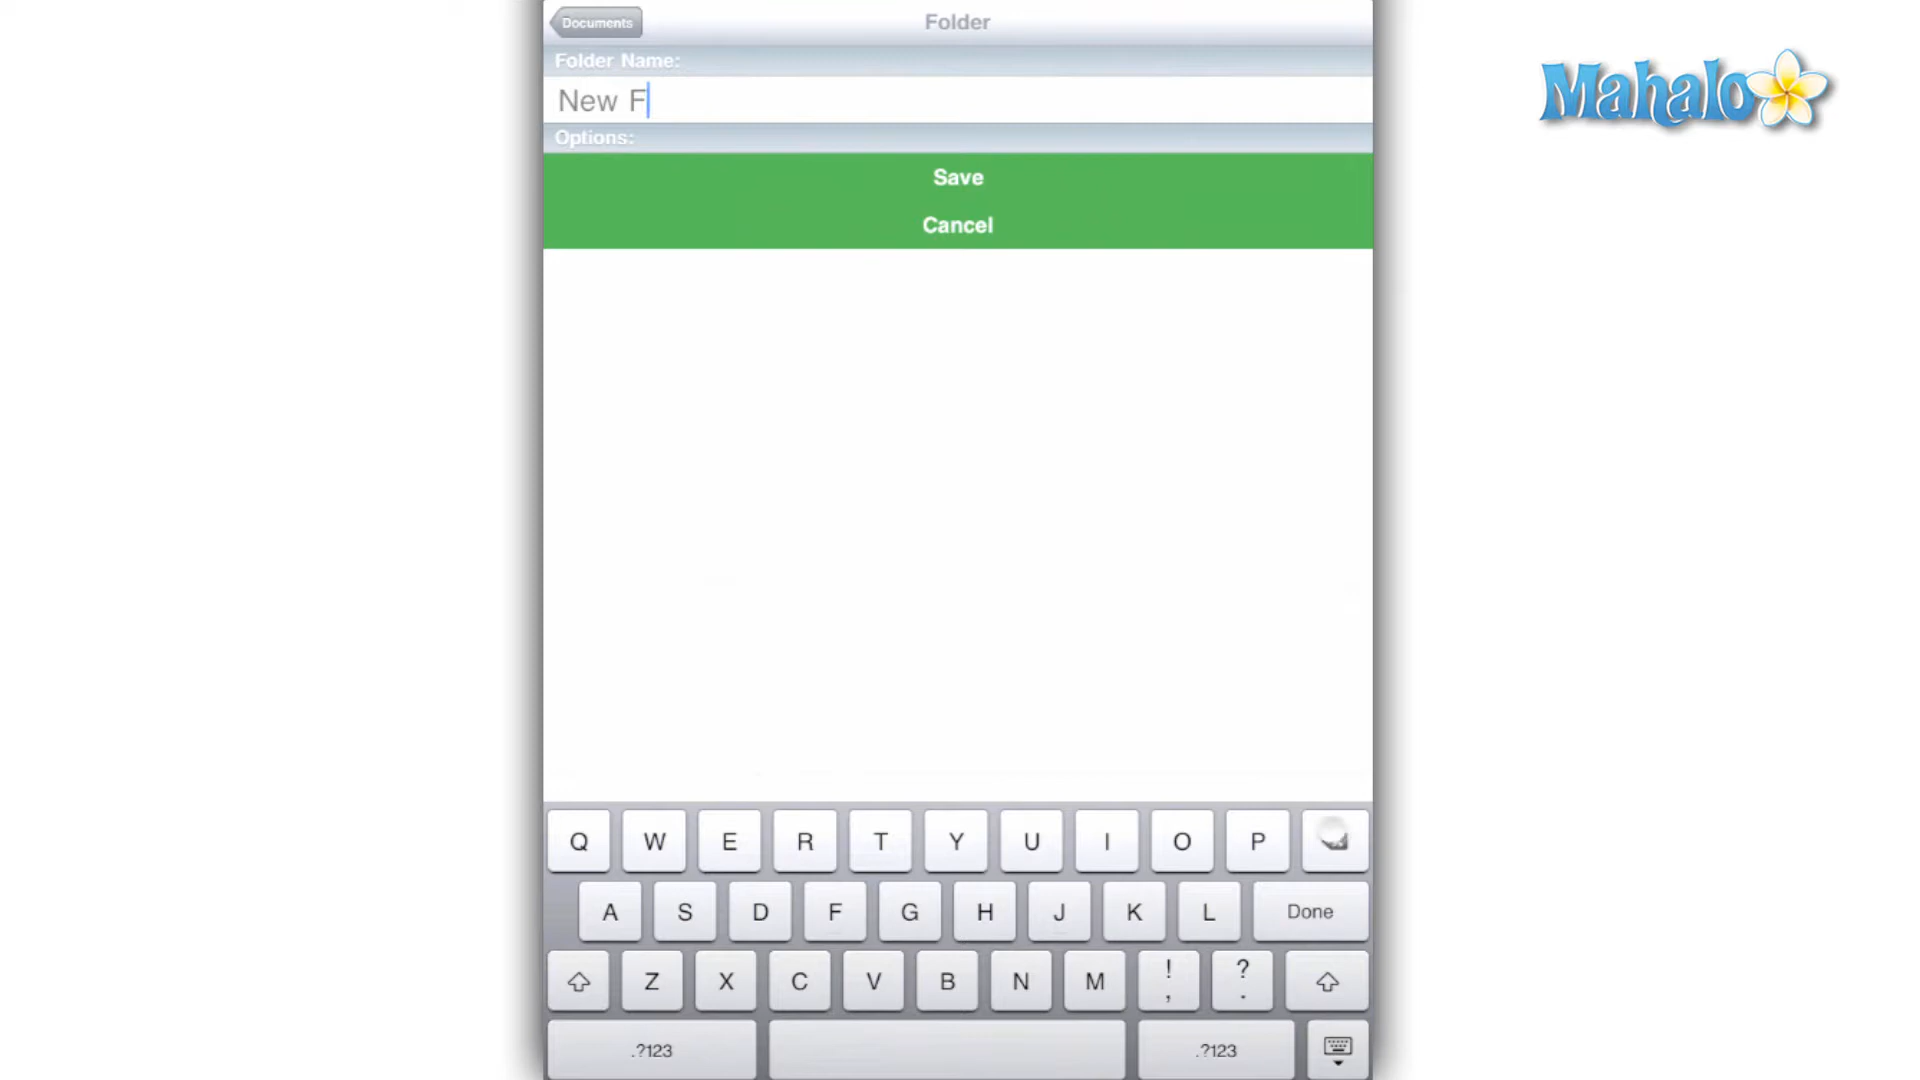 Documents
Folder
Mahalo
Folder Name:
New F
Options:
Save
Cancel
Q W E R T Y U I O P
A S D F G H J K L Done
Z X C V B N M ! , ? .
.?123 .?123